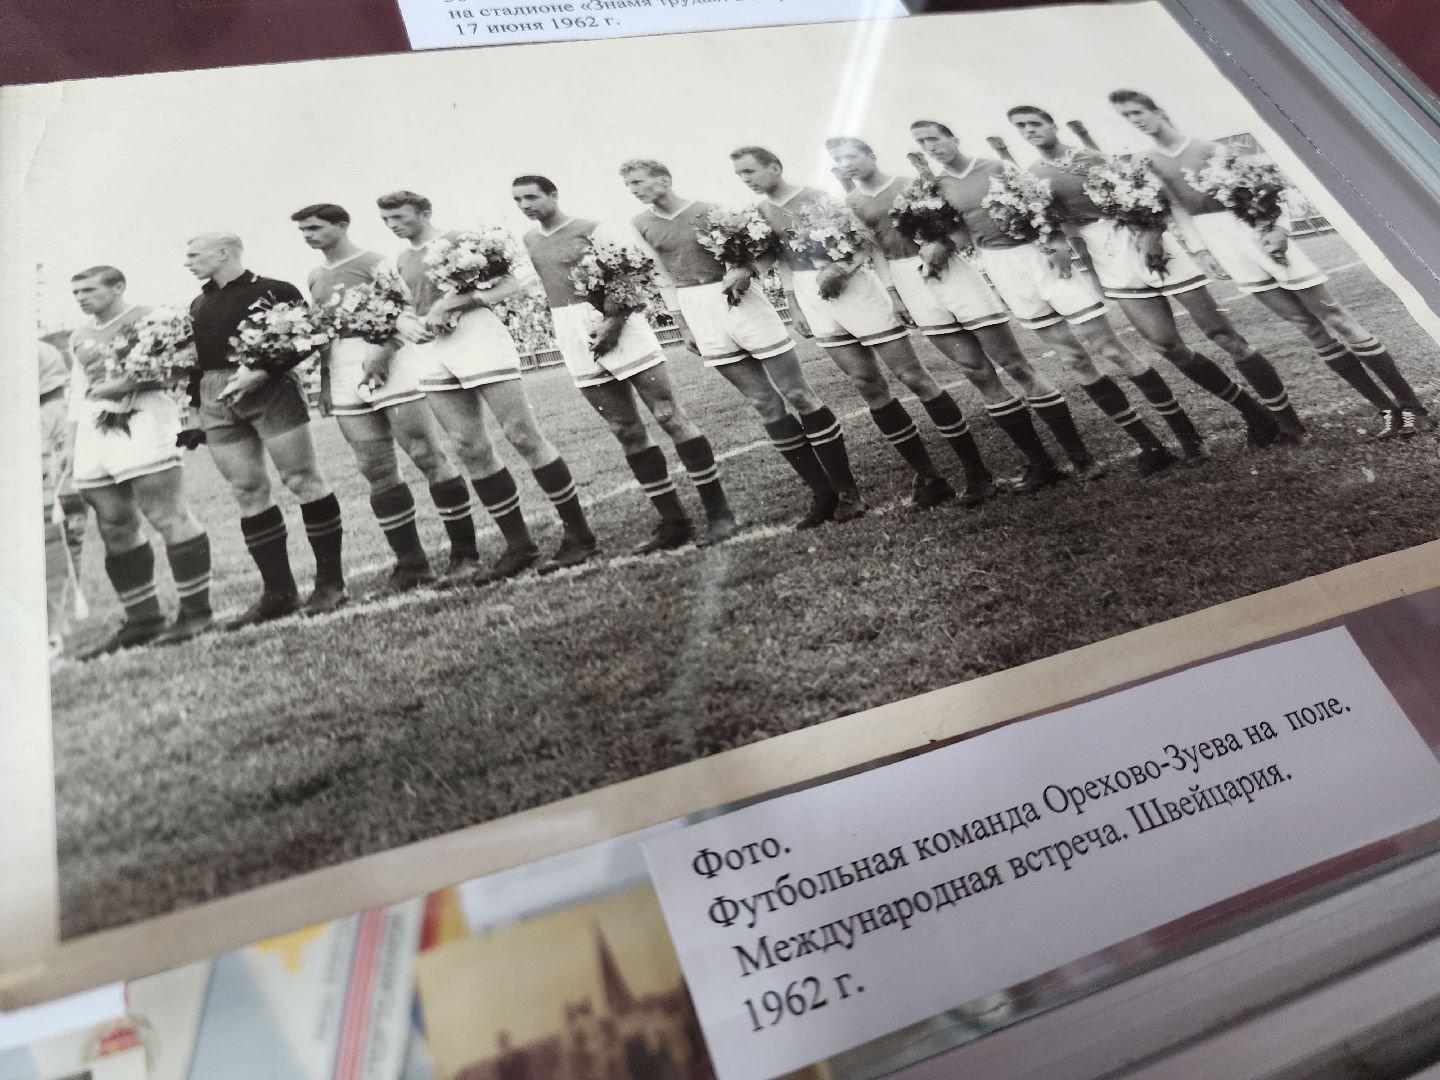 на стадионе «Знамя труда».
17 июня 1962 г.
Фото.
Футбольная команда Орехово-Зуева на поле.
Международная встреча. Швейцария.
1962 г.